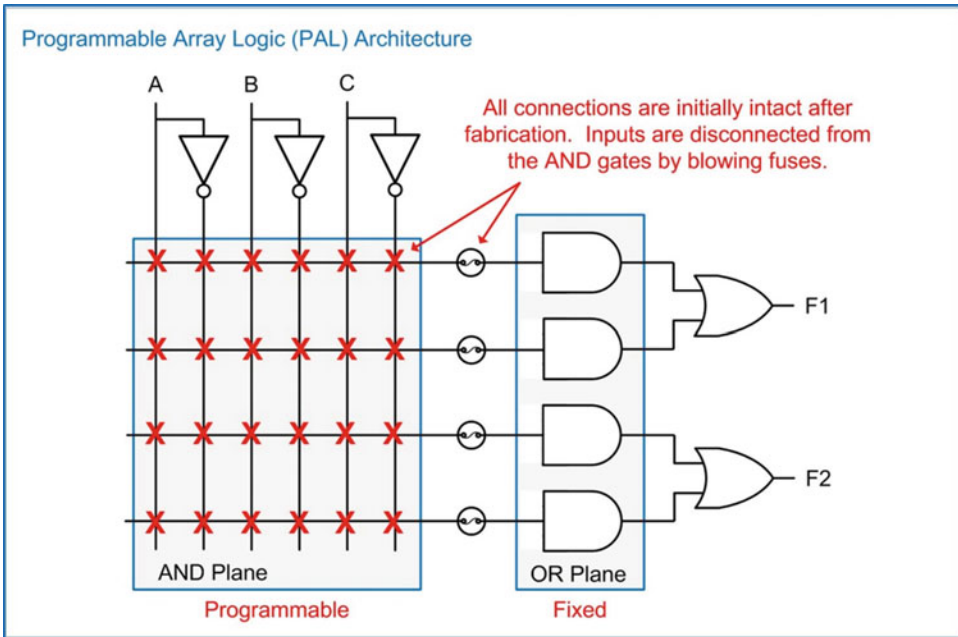 Programmable Array Logic (PAL) Architecture
A B C
All connections are initially intact after
fabrication. Inputs are disconnected from
the AND gates by blowing fuses.
X X X X X X
F1
X X X X X X
X X X X X X
F2
X X X X X X
AND Plane
OR Plane
Programmable
Fixed